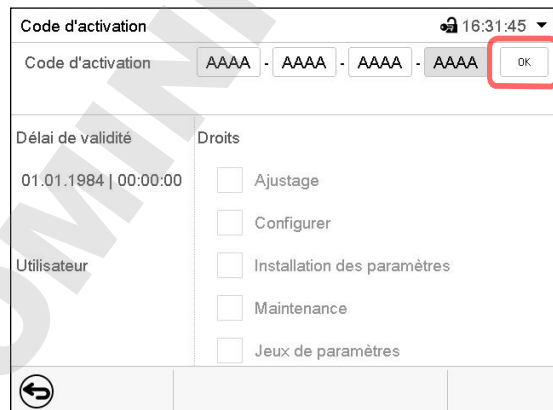 Code d'activation 16:31:45
Code d'activation AAAA - AAAA - AAAA - AAAA OK
Délai de validité Droits
01.01.1984 | 00:00:00 Ajustage
Configurer
Utilisateur Installation des paramètres
Maintenance
Jeux de paramètres